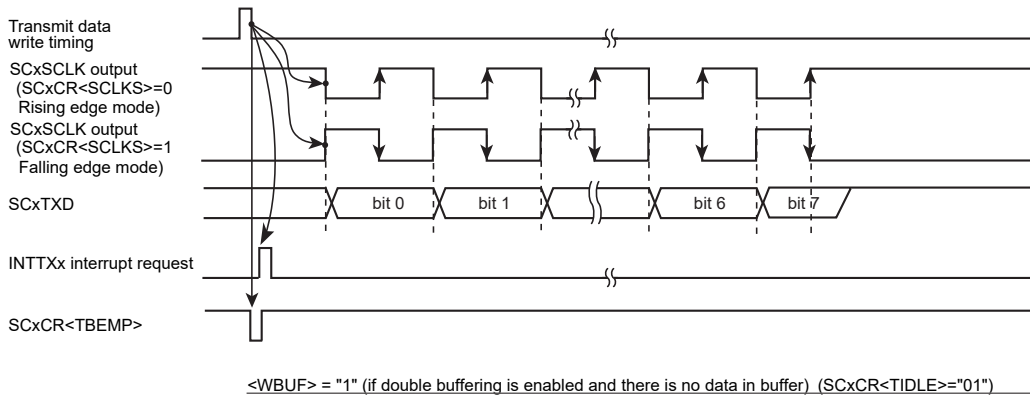 Transmit data
write timing
SCxSCLK output
(SCxCR<SCLKS>=0
Rising edge mode)
SCxSCLK output
(SCxCR<SCLKS>=1
Falling edge mode)
SCxTXD
bit 0
bit 1
bit 6
bit 7
INTTXx interrupt request
SCxCR<TBEMP>
<WBUF> = "1" (if double buffering is enabled and there is no data in buffer) (SCxCR<TIDLE>="01")